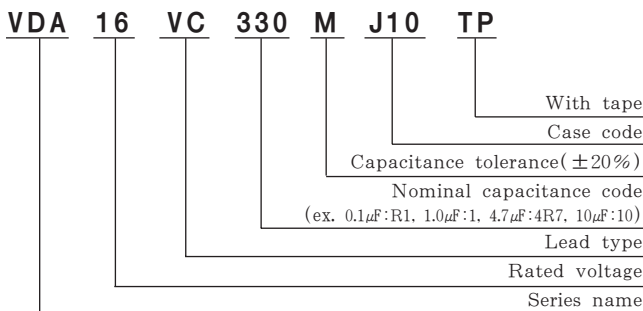 VDA 16 VC 330 M J10 TP
With tape
Case code
Capacitance tolerance(±20%)
Nominal capacitance code
(ex. 0.1μF:R1, 1.0μF:1, 4.7μF:4R7, 10μF:10)
Lead type
Rated voltage
Series name